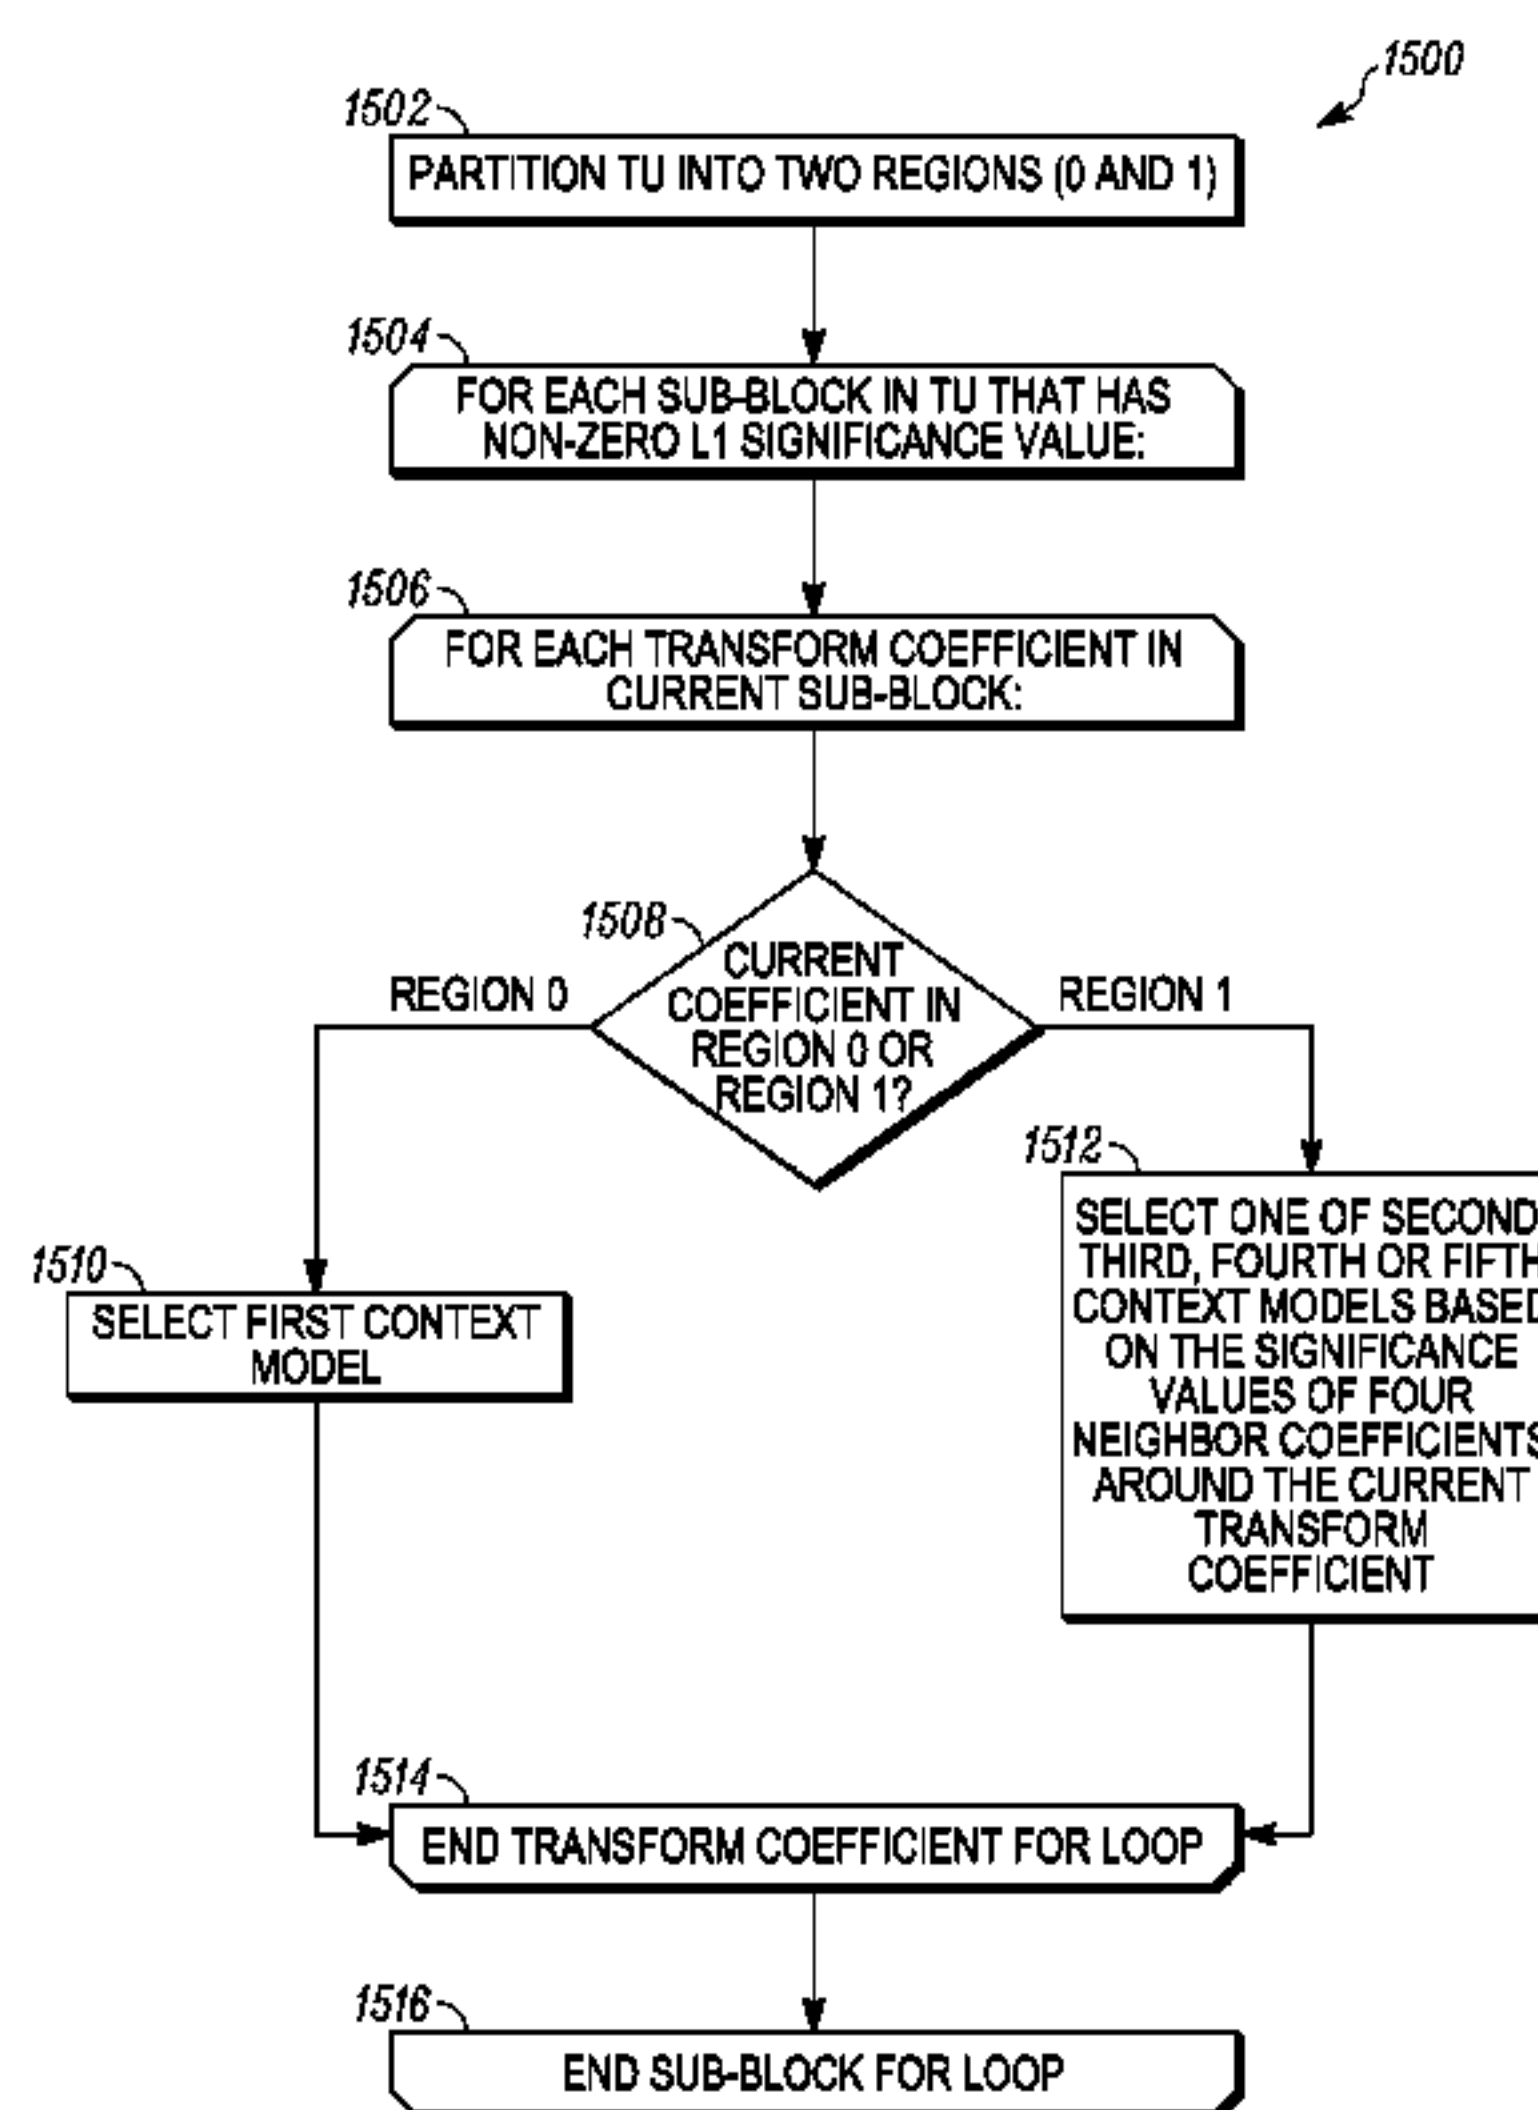 1500
1502
PARTITION TU INTO TWO REGIONS (0 AND 1)
1504
FOR EACH SUB-BLOCK IN TU THAT HAS
NON-ZERO L1 SIGNIFICANCE VALUE:
1506
FOR EACH TRANSFORM COEFFICIENT IN
CURRENT SUB-BLOCK:
1508
CURRENT
COEFFICIENT IN
REGION 0 OR
REGION 1?
REGION 0
REGION 1
1510
SELECT FIRST CONTEXT
MODEL
1512
SELECT ONE OF SECOND,
THIRD, FOURTH OR FIFTH
CONTEXT MODELS BASED
ON THE SIGNIFICANCE
VALUES OF FOUR
NEIGHBOR COEFFICIENTS
AROUND THE CURRENT
TRANSFORM
COEFFICIENT
1514
END TRANSFORM COEFFICIENT FOR LOOP
1516
END SUB-BLOCK FOR LOOP